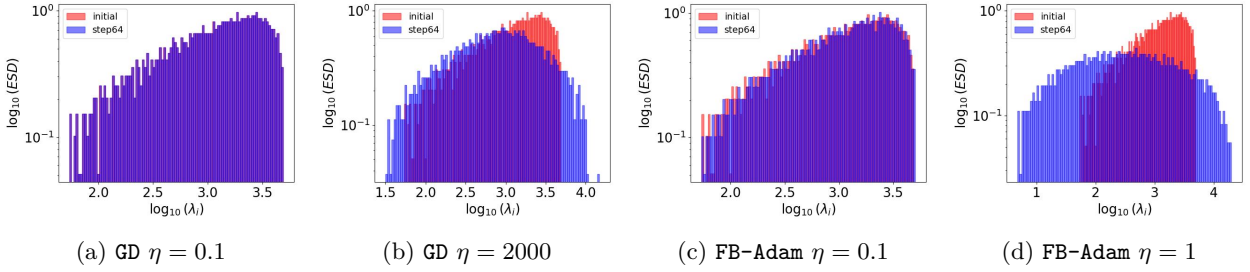 initial
step64
10⁰
10⁻¹
log₁₀(ESD)
2.0 2.5 3.0 3.5
log₁₀(λᵢ)
(a) GD η = 0.1
initial
step64
10⁰
10⁻¹
log₁₀(ESD)
1.5 2.0 2.5 3.0 3.5 4.0
log₁₀(λᵢ)
(b) GD η = 2000
initial
step64
10⁰
10⁻¹
log₁₀(ESD)
2.0 2.5 3.0 3.5
log₁₀(λᵢ)
(c) FB-Adam η = 0.1
initial
step64
10⁰
10⁻¹
log₁₀(ESD)
1 2 3 4
log₁₀(λᵢ)
(d) FB-Adam η = 1